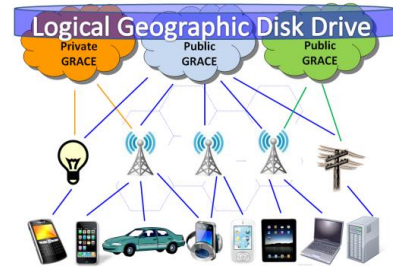 Logical Geographic Disk Drive
Private
GRACE
Public
GRACE
Public
GRACE